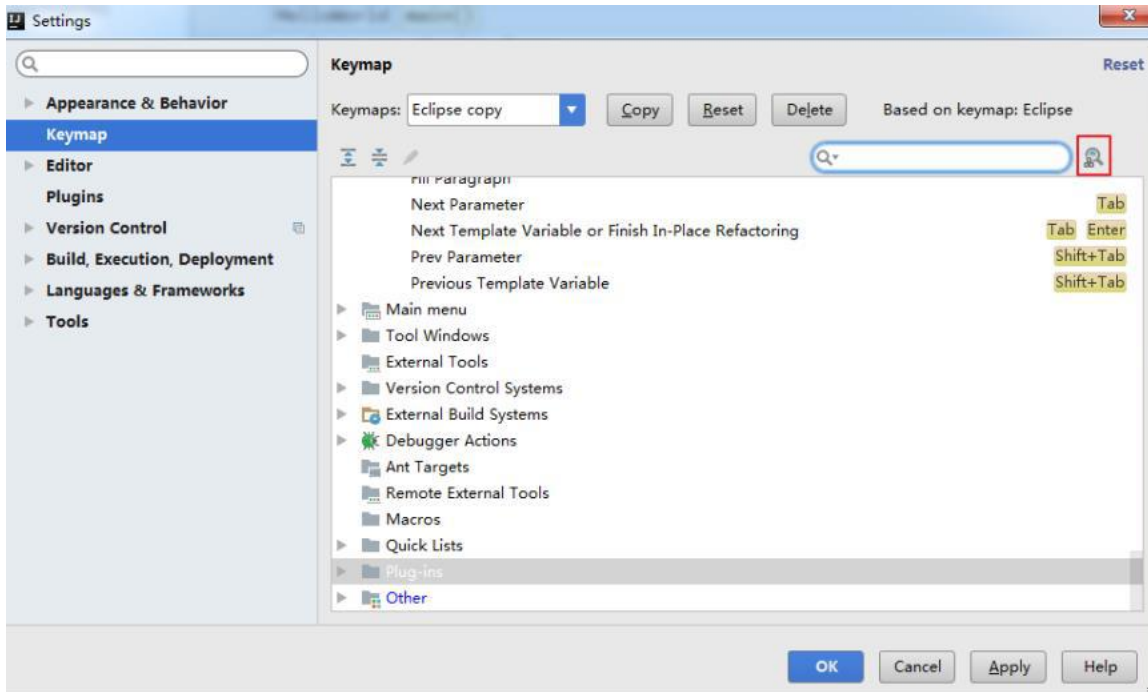 HelloWorld main()
Settings
Keymap
Reset
Appearance & Behavior
Keymap
Editor
Plugins
Version Control
Build, Execution, Deployment
Languages & Frameworks
Tools
Keymaps: Eclipse copy Copy Reset Delete Based on keymap: Eclipse
Fill Paragraph
Next Parameter Tab
Next Template Variable or Finish In-Place Refactoring Tab Enter
Prev Parameter Shift+Tab
Previous Template Variable Shift+Tab
Main menu
Tool Windows
External Tools
Version Control Systems
External Build Systems
Debugger Actions
Ant Targets
Remote External Tools
Macros
Quick Lists
Plug-ins
Other
OK Cancel Apply Help